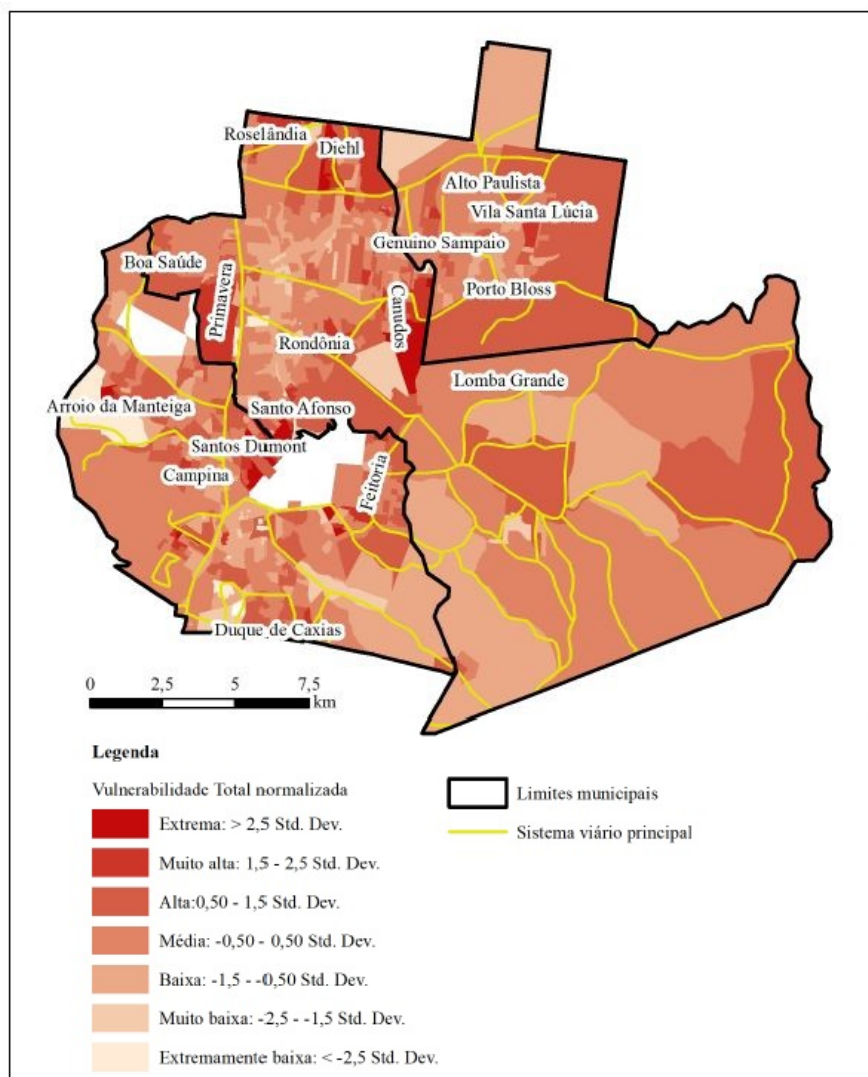 Roselândia
Diehl
Alto Paulista
Vila Santa Lúcia
Genuino Sampaio
Boa Saúde
Primavera
Canudos
Porto Bloss
Rondônia
Lomba Grande
Arroio da Manteiga
Santo Afonso
Santos Dumont
Campina
Feitoria
Duque de Caxias
0 2,5 5 7,5
km
Legenda
Vulnerabilidade Total normalizada
Extrema: > 2,5 Std. Dev.
Muito alta: 1,5 - 2,5 Std. Dev.
Alta:0,50 - 1,5 Std. Dev.
Média: -0,50 - 0,50 Std. Dev.
Baixa: -1,5 - -0,50 Std. Dev.
Muito baixa: -2,5 - -1,5 Std. Dev.
Extremamente baixa: < -2,5 Std. Dev.
Limites municipais
Sistema viário principal